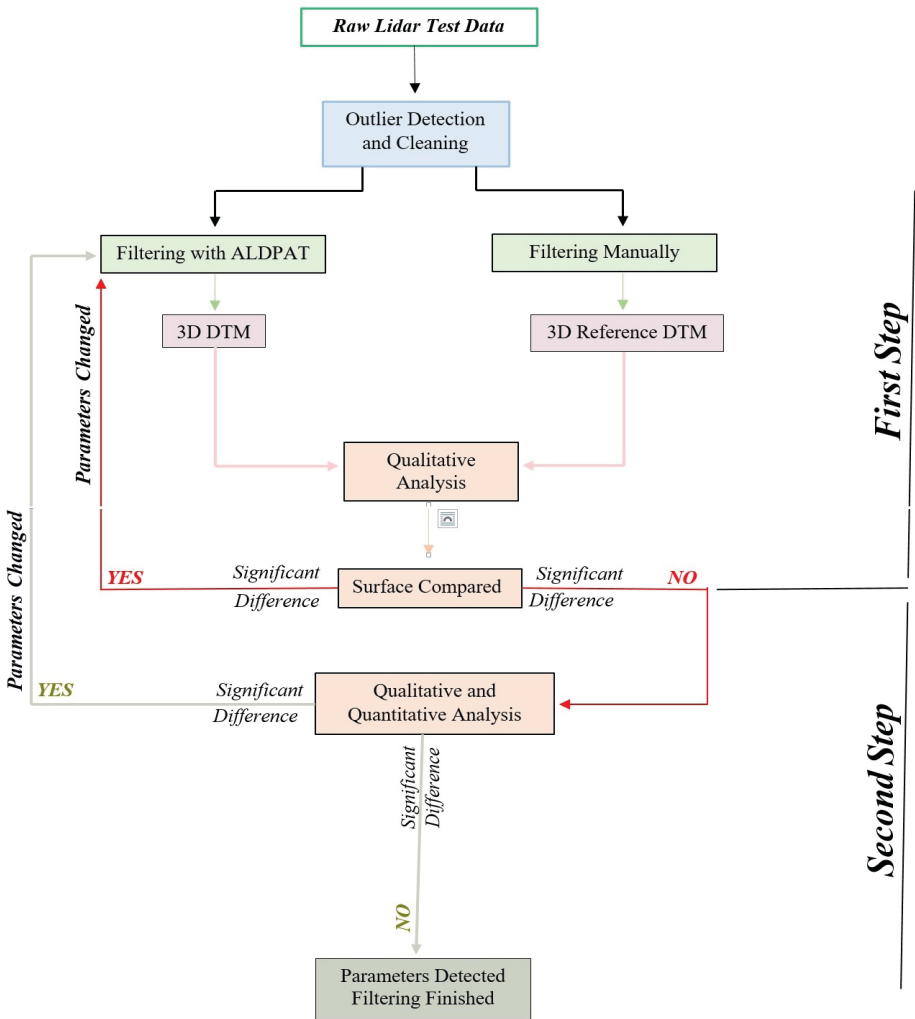 Raw Lidar Test Data
Outlier Detection
and Cleaning
Filtering with ALDPAT
Filtering Manually
3D DTM
3D Reference DTM
Parameters Changed
First Step
Qualitative
Analysis
YES
Significant
Difference
Surface Compared
Significant
Difference
NO
Parameters Changed
YES
Significant
Difference
Qualitative and
Quantitative Analysis
Significant
Difference
NO
Second Step
Parameters Detected
Filtering Finished